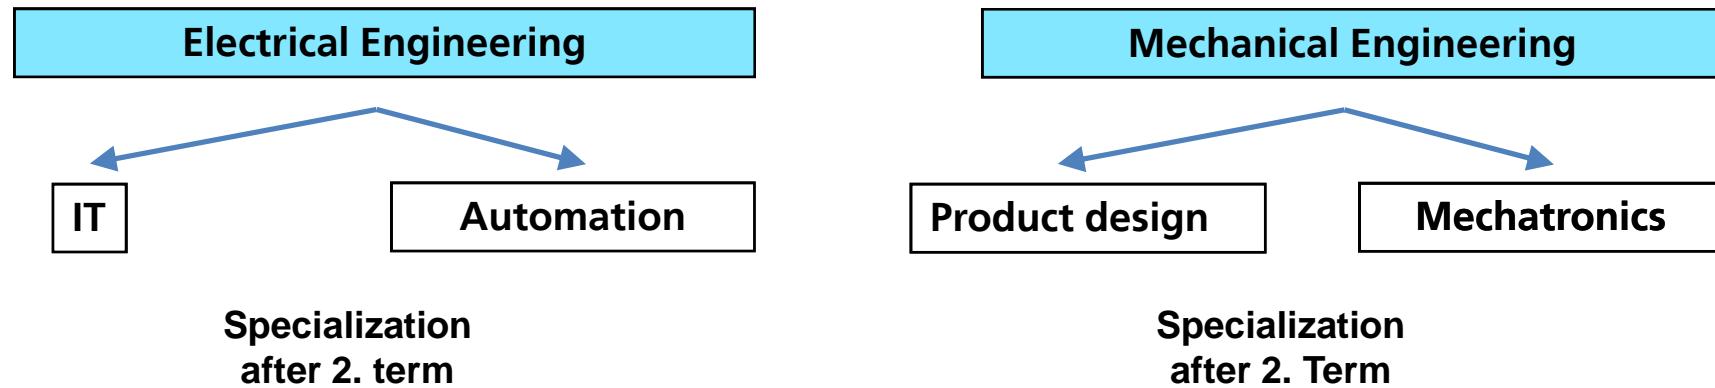 Electrical Engineering
Mechanical Engineering
IT
Automation
Product design
Mechatronics
Specialization
after 2. term
Specialization
after 2. Term